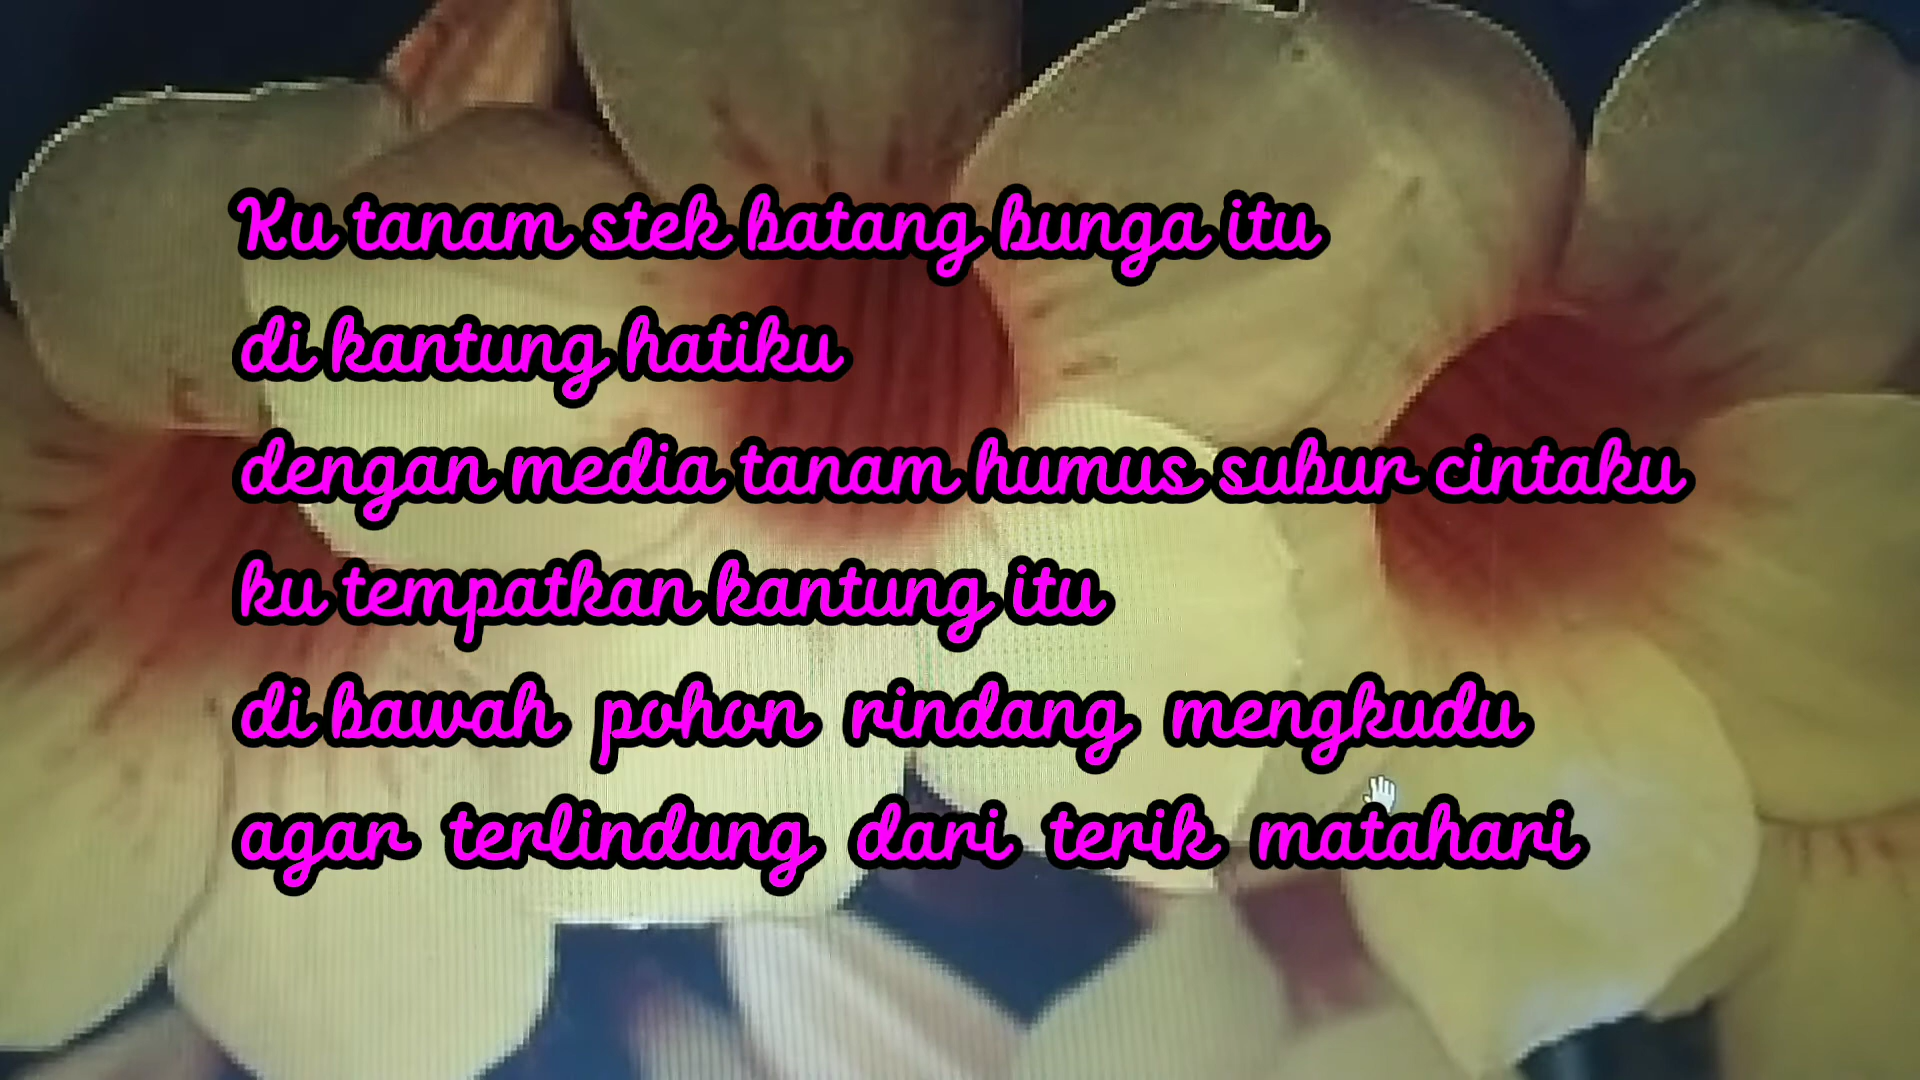 Ku tanam stek batang bunga itu
di kantung hatiku
dengan media tanam humus subur cintaku
ku tempatkan kantung itu
di bawah pohon rindang mengkudu
agar terlindung dari terik matahari